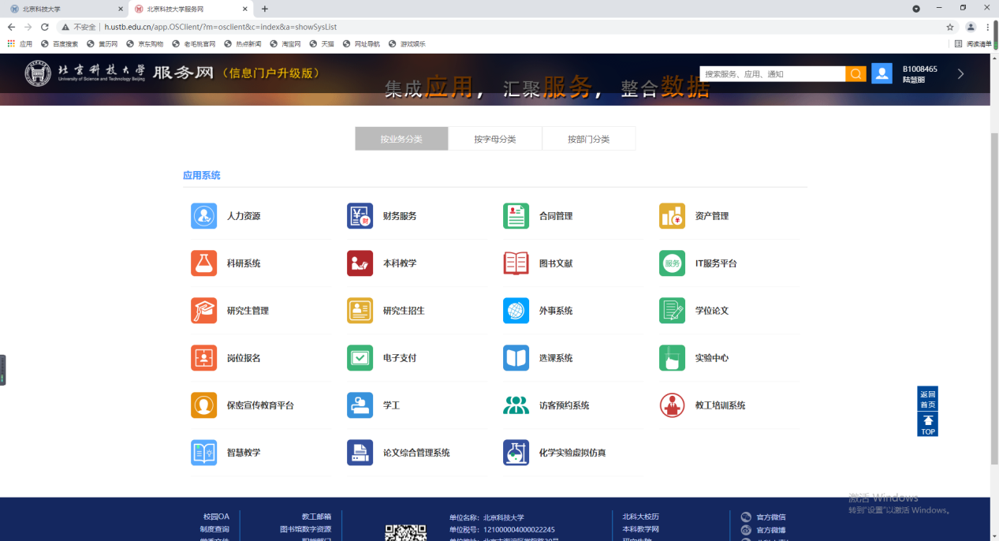 北京科技大学
北京科技大学服务网
不安全 h.ustb.edu.cn/app.OSClient/?m=osclient&c=index&a=showSysList
应用 百度搜索 黄历网 京东购物 老毛桃官网 热点新闻 淘宝网 天猫 网址导航 游戏娱乐 阅读清单
北京科技大学 服务网（信息门户升级版）
University of Science and Technology Beijing
集成应用，汇聚服务，整合数据
搜索服务、应用、通知
B1008465
陆慧丽
按业务分类 按字母分类 按部门分类
应用系统
人力资源 财务服务 合同管理 资产管理
科研系统 本科教学 图书文献 服务 IT服务平台
研究生管理 研究生招生 外事系统 学位论文
岗位报名 电子支付 选课系统 实验中心
保密宣传教育平台 学工 访客预约系统 教工培训系统
智慧教学 论文综合管理系统 化学实验虚拟仿真
返回
首页
TOP
激活 Windows
转到"设置"以激活 Windows。
校园OA 教工邮箱 单位名称：北京科技大学 北科大校历 官方微信
制度查询 图书馆数字资源 单位税号：121000004000022245 本科教学网 官方微博